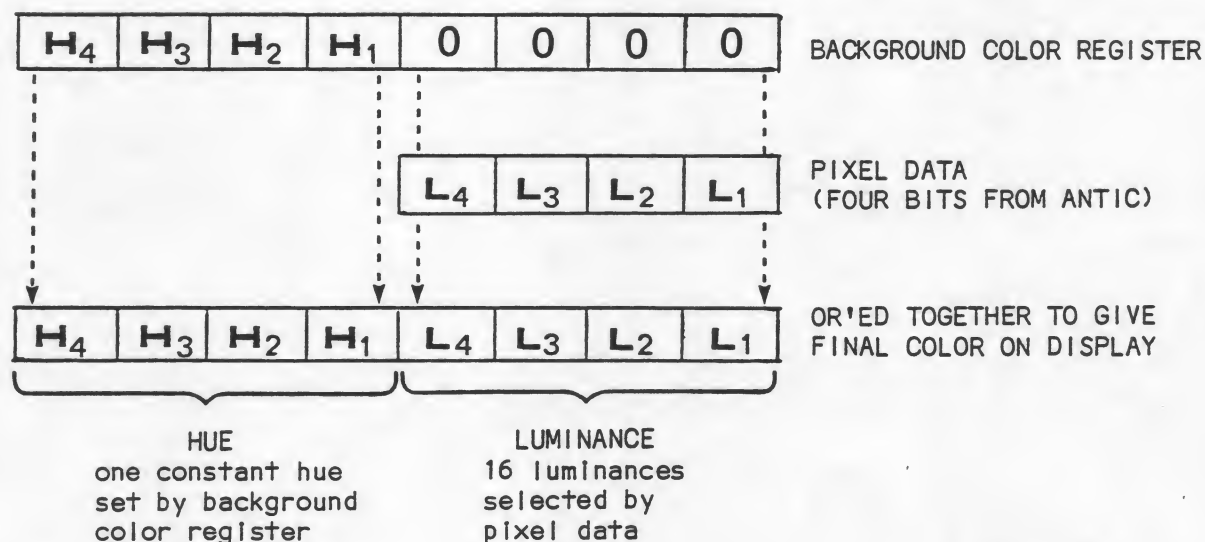 H4 H3 H2 H1 0 0 0 0 BACKGROUND COLOR REGISTER
L4 L3 L2 L1
PIXEL DATA
(FOUR BITS FROM ANTIC)
H4 H3 H2 H1 L4 L3 L2 L1
OR'ED TOGETHER TO GIVE
FINAL COLOR ON DISPLAY
HUE
one constant hue
set by background
color register
LUMINANCE
16 luminances
selected by
pixel data